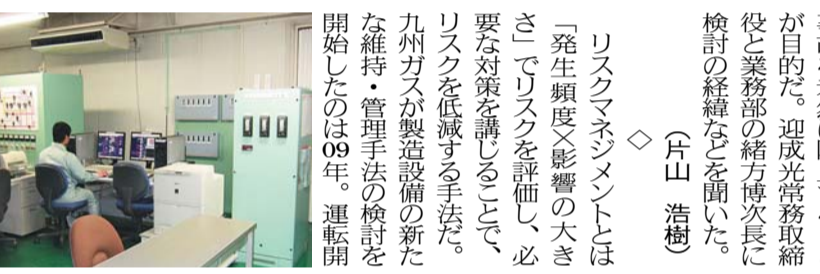 が目的だ。迎成光常務取締
役と業務部の緒方博次長に
検討の経緯などを聞いた。
（片山　浩樹）
◇
リスクマネジメントとは
「発生頻度×影響の大き
さ」でリスクを評価し、必
要な対策を講じることで、
リスクを低減する手法だ。
九州ガスが製造設備の新た
な維持・管理手法の検討を
開始したのは09年。運転開